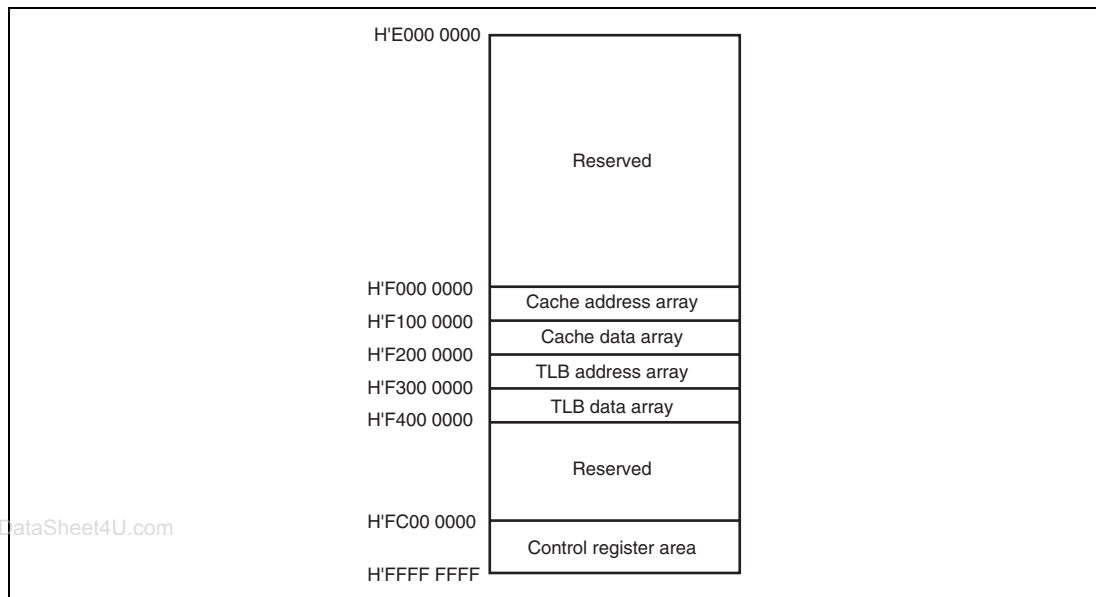 H'E000 0000
Reserved
H'F000 0000
Cache address array
H'F100 0000
Cache data array
H'F200 0000
TLB address array
H'F300 0000
TLB data array
H'F400 0000
Reserved
DataSheet4U.com
H'FC00 0000
Control register area
H'FFFF FFFF